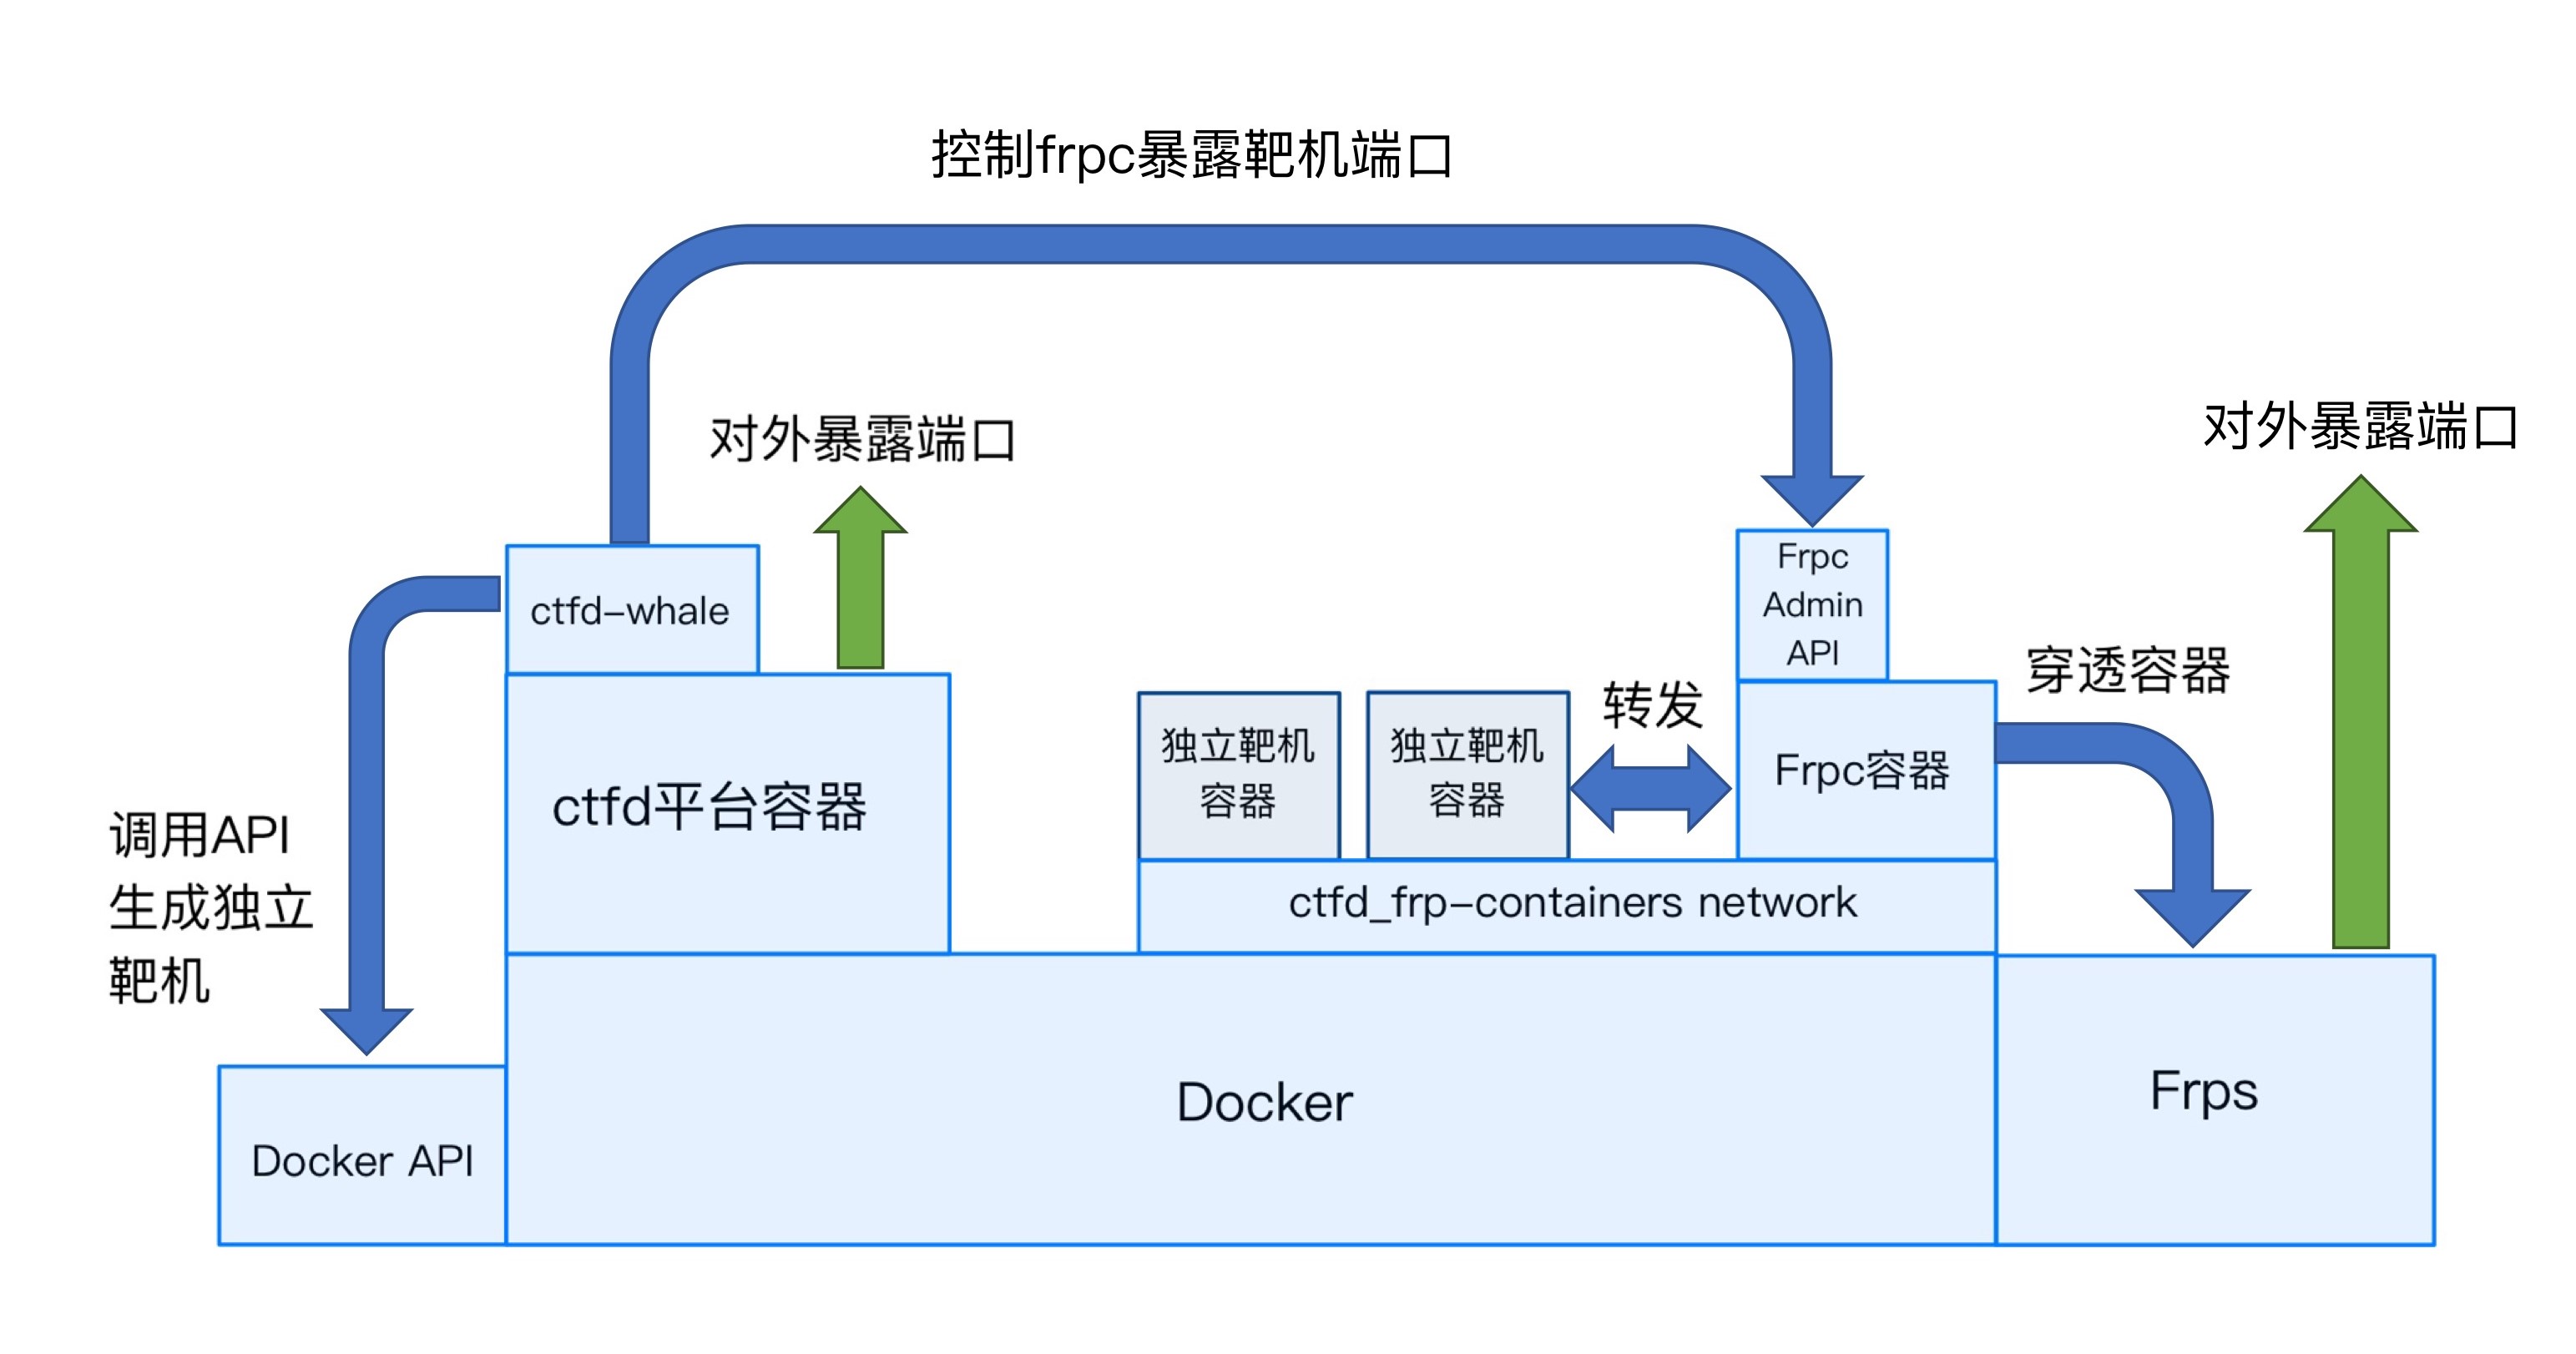 控制frpc暴露靶机端口
对外暴露端口
对外暴露端口
ctfd-whale
Frpc
Admin
API
穿透容器
转发
独立靶机
容器
独立靶机
容器
Frpc容器
ctfd平台容器
调用API
生成独立
靶机
ctfd_frp-containers network
Docker API
Docker
Frps